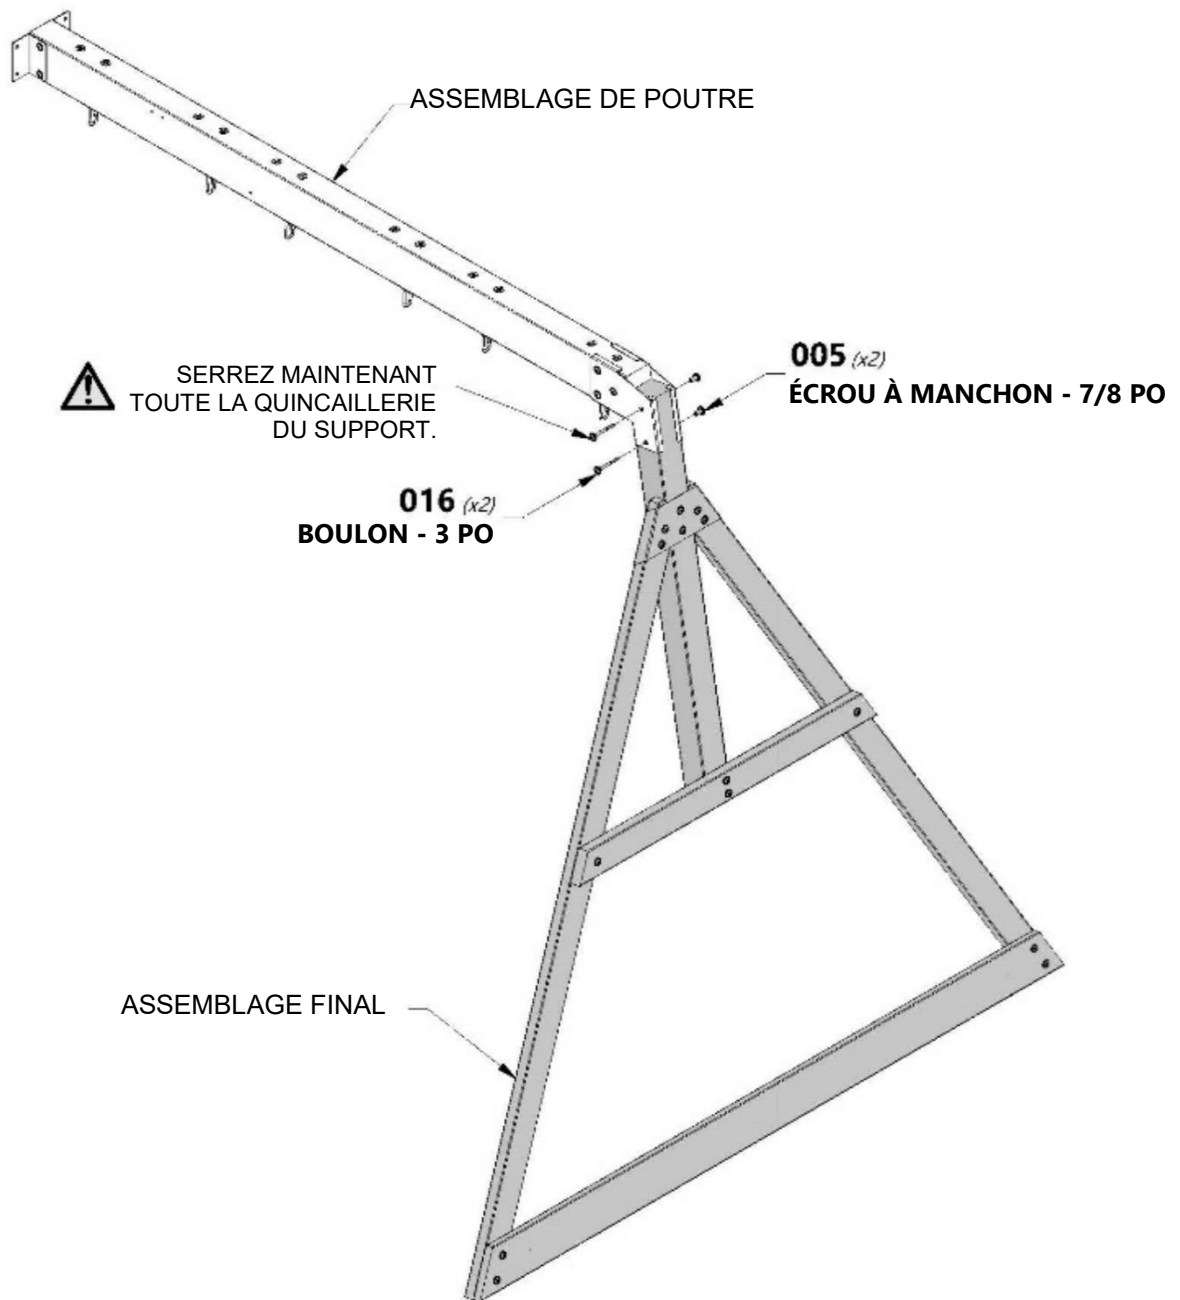 ASSEMBLAGE DE POUTRE
005 (x2)
ÉCROU À MANCHON - 7/8 PO
SERREZ MAINTENANT
TOUTE LA QUINCAILLERIE
DU SUPPORT.
016 (x2)
BOULON - 3 PO
ASSEMBLAGE FINAL